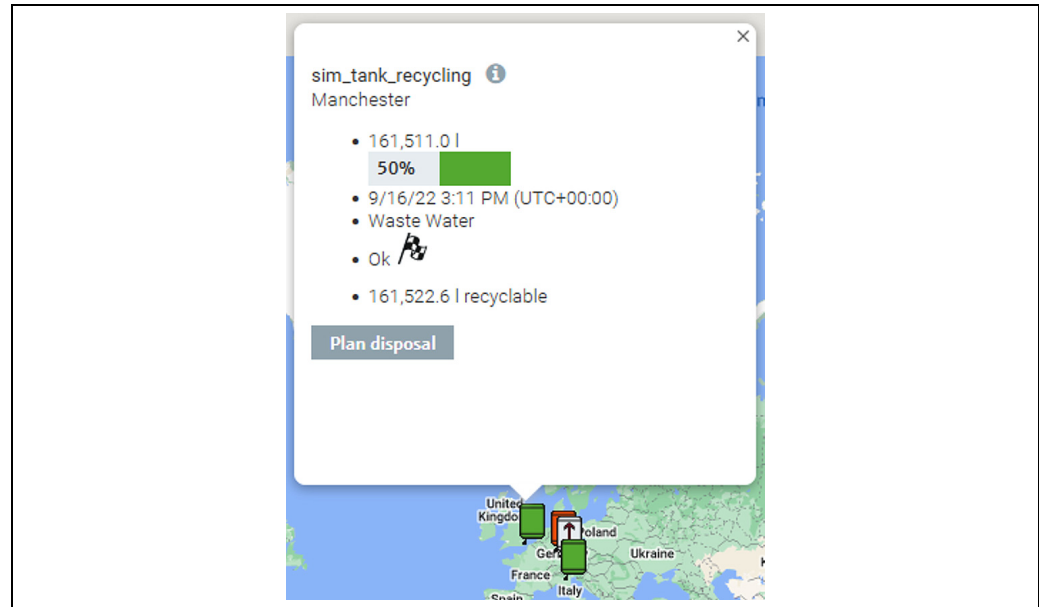 sim_tank_recycling
Manchester
161,511.0 l
50%
9/16/22 3:11 PM (UTC+00:00)
Waste Water
Ok
161,522.6 l recyclable
Plan disposal
United
Kingdo
oland
Ger
Ukraine
France
Italy
Spain